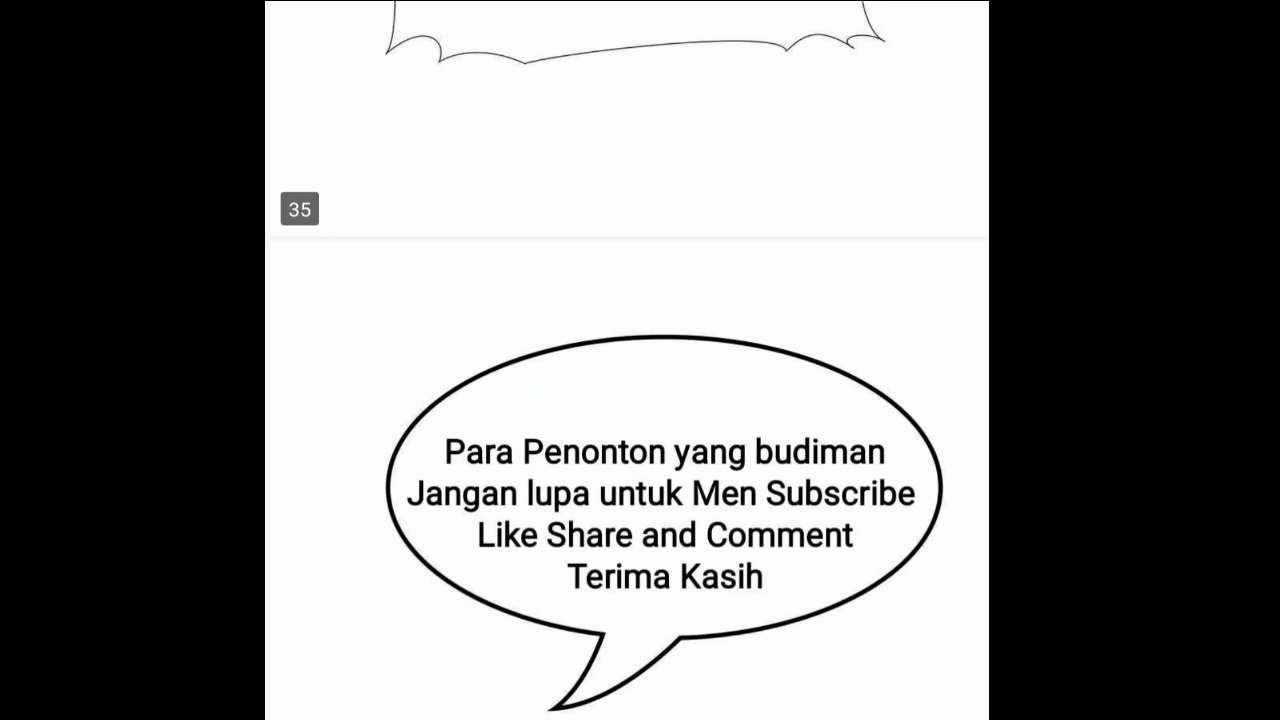 35
Para Penonton yang budiman
Jangan lupa untuk Men Subscribe
Like Share and Comment
Terima Kasih